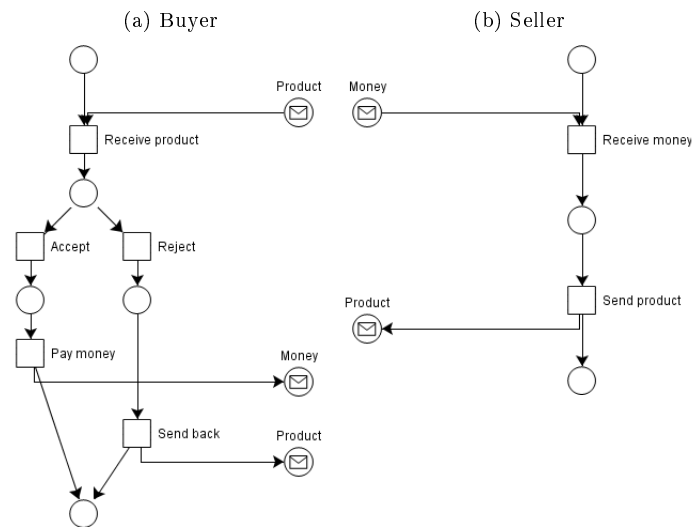 (a) Buyer
(b) Seller
Product
Money
Receive product
Receive money
Accept
Reject
Product
Send product
Pay money
Money
Send back
Product